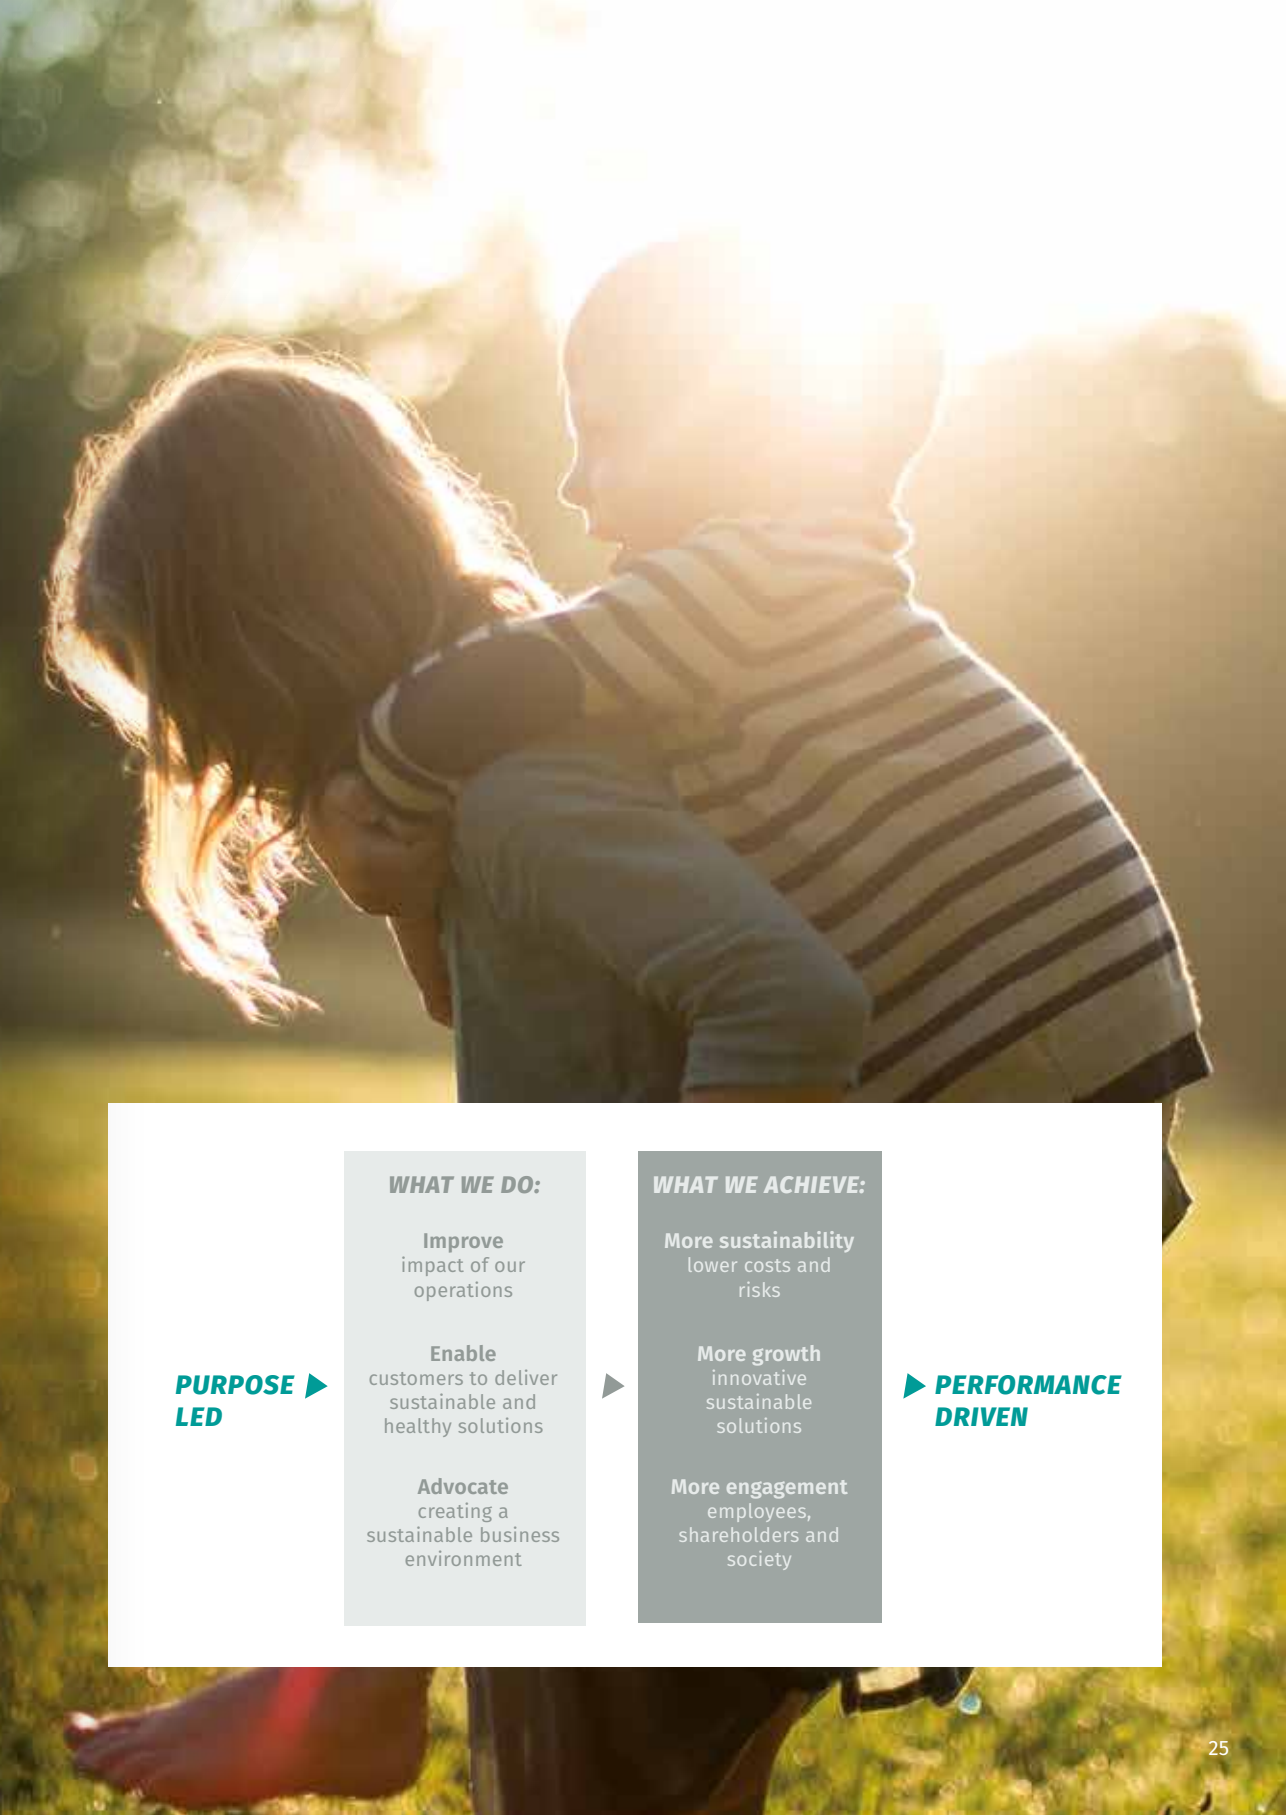 WHAT WE DO:
Improve
impact of our
operations
Enable
customers to deliver
sustainable and
healthy solutions
Advocate
creating a
sustainable business
environment
WHAT WE ACHIEVE:
More sustainability
lower costs and
risks
More growth
innovative
sustainable
solutions
More engagement
employees,
shareholders and
society
PURPOSE
LED
PERFORMANCE
DRIVEN
25